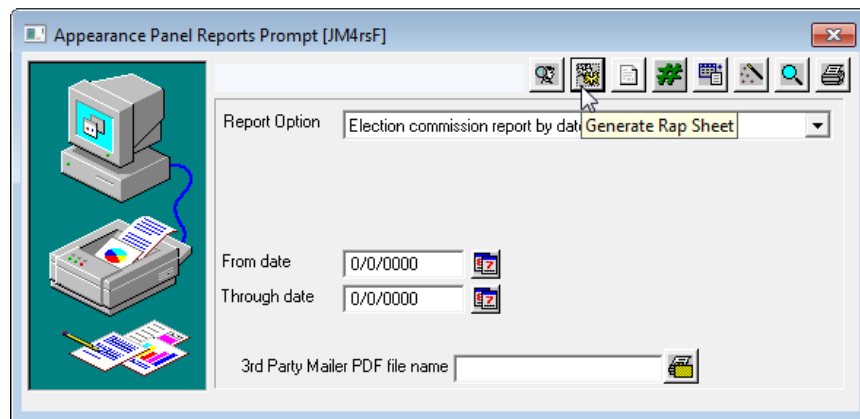 Appearance Panel Reports Prompt [JM4rsF]
Report Option
Election commission report by dat
Generate Rap Sheet
From date
0/0/0000
Through date
0/0/0000
3rd Party Mailer PDF file name